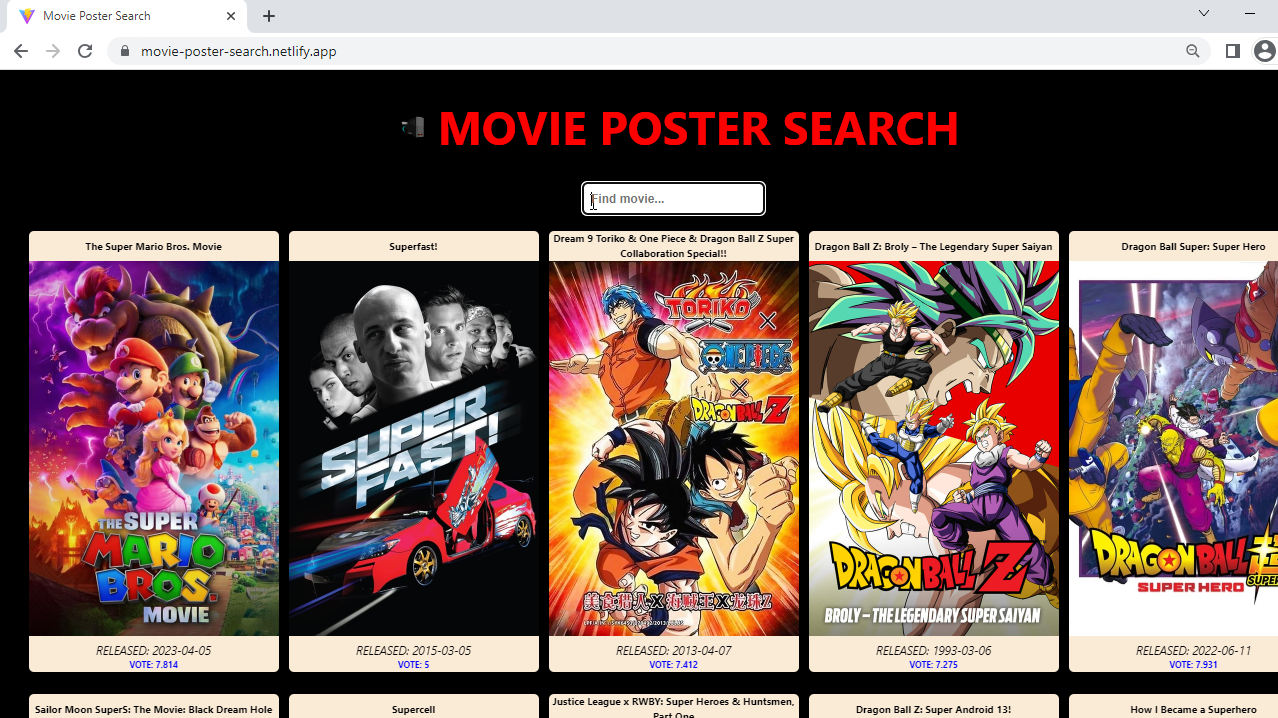 Movie Poster Search
movie-poster-search.netlify.app
MOVIE POSTER SEARCH
Find movie...
The Super Mario Bros. Movie
THE SUPER
MARIO
BROS.
MOVIE
RELEASED: 2023-04-05
VOTE: 7.814
Superfast!
SUPER
FAST!
RELEASED: 2015-03-05
VOTE: 5
Dream 9 Toriko & One Piece & Dragon Ball Z Super
Collaboration Special!!
TORIKO
×
ONE PIECE
×
DRAGON BALL Z
美食猎人X海贼王X龙珠Z
RELEASED: 2013-04-07
VOTE: 7.412
Dragon Ball Z: Broly – The Legendary Super Saiyan
DRAGON BALL Z
BROLY – THE LEGENDARY SUPER SAIYAN
RELEASED: 1993-03-06
VOTE: 7.275
Dragon Ball Super: Super Hero
DRAGON BALL
SUPER
SUPER HERO
RELEASED: 2022-06-11
VOTE: 7.931
Sailor Moon SuperS: The Movie: Black Dream Hole
Supercell
Justice League x RWBY: Super Heroes & Huntsmen,
Part One
Dragon Ball Z: Super Android 13!
How I Became a Superhero